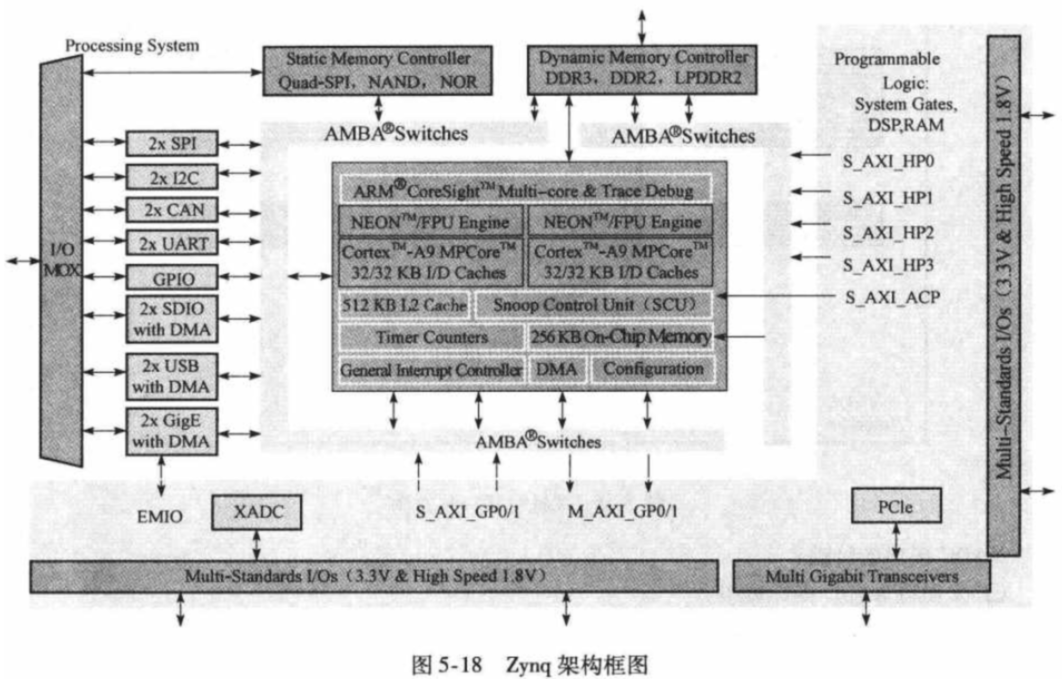 Processing System
Static Memory Controller
Quad-SPI, NAND, NOR
Dynamic Memory Controller
DDR3, DDR2, LPDDR2
Programmable
Logic:
System Gates,
DSP,RAM
AMBA®Switches
AMBA®Switches
I/O
MOX
2x SPI
2x I2C
2x CAN
2x UART
GPIO
2x SDIO
with DMA
2x USB
with DMA
2x GigE
with DMA
ARM® CoreSight™ Multi-core & Trace Debug
NEON™/FPU Engine
NEON™/FPU Engine
Cortex™-A9 MPCore™
32/32 KB I/D Caches
Cortex™-A9 MPCore™
32/32 KB I/D Caches
512 KB L2 Cache
Snoop Control Unit（SCU）
Timer Counters
256 KB On-Chip Memory
General Interrupt Controller
DMA
Configuration
S_AXI_HP0
S_AXI_HP1
S_AXI_HP2
S_AXI_HP3
S_AXI_ACP
Multi-Standards I/Os（3.3V & High Speed 1.8V）
AMBA®Switches
EMIO
XADC
S_AXI_GP0/1
M_AXI_GP0/1
PCIe
Multi-Standards I/Os（3.3V & High Speed 1.8V）
Multi Gigabit Transceivers
图 5-18 Zynq 架构框图